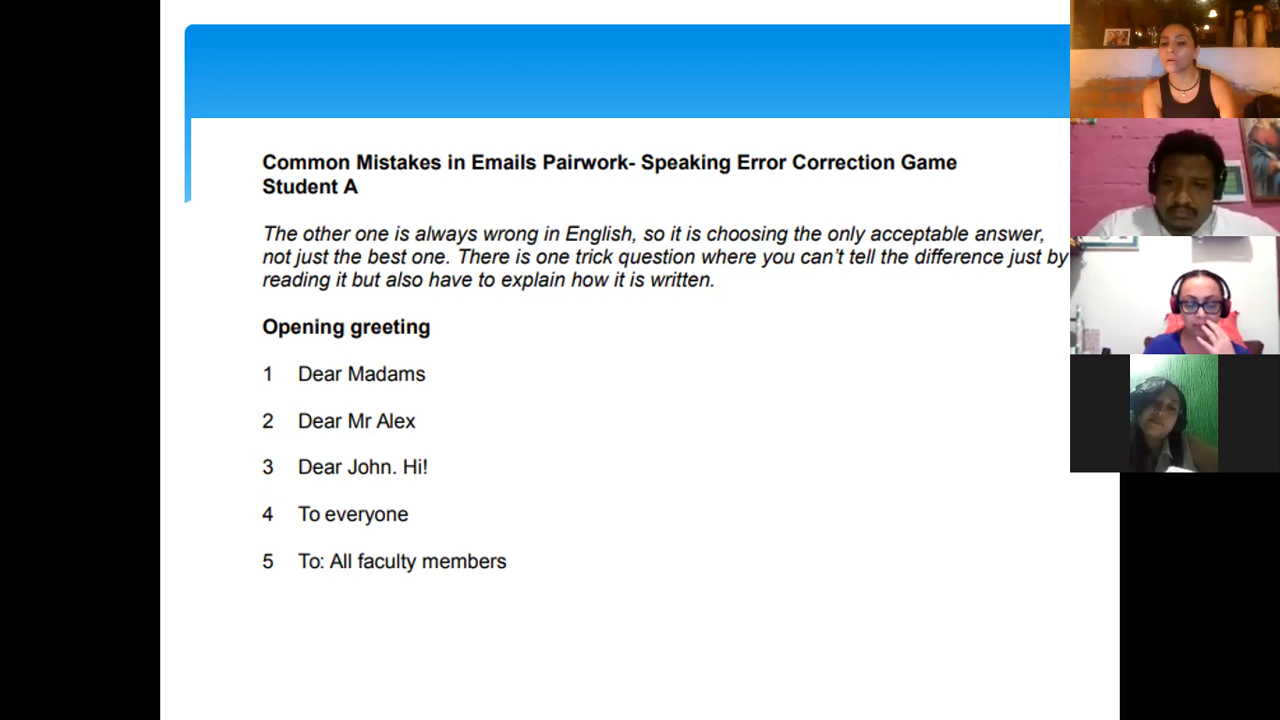 Common Mistakes in Emails Pairwork- Speaking Error Correction Game
Student A
The other one is always wrong in English, so it is choosing the only acceptable answer,
not just the best one. There is one trick question where you can't tell the difference just by
reading it but also have to explain how it is written.
Opening greeting
1 Dear Madams
2 Dear Mr Alex
3 Dear John. Hi!
4 To everyone
5 To: All faculty members